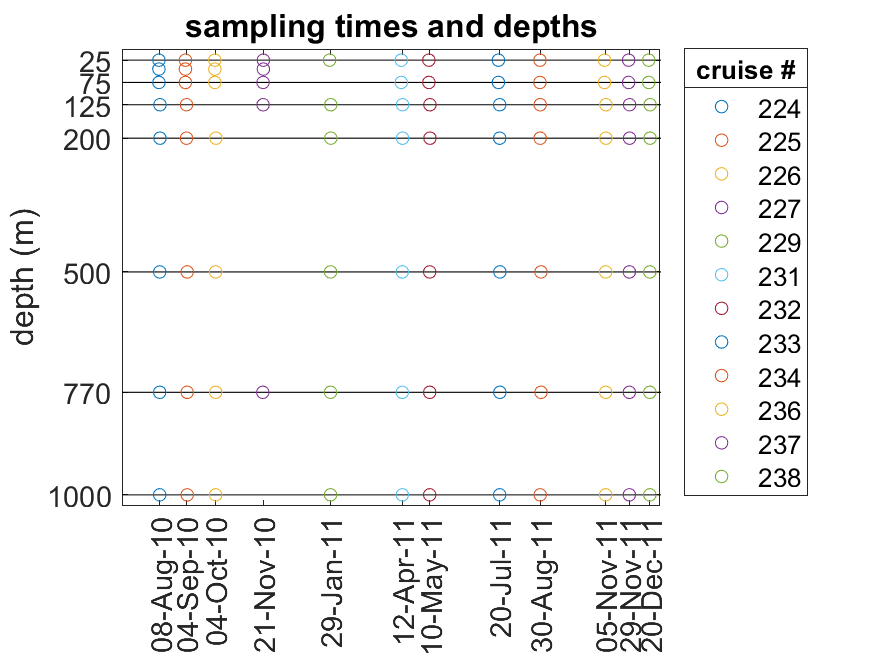 sampling times and depths
25
75
125
200
500
770
1000
depth (m)
08-Aug-10
04-Sep-10
04-Oct-10
21-Nov-10
29-Jan-11
12-Apr-11
10-May-11
20-Jul-11
30-Aug-11
05-Nov-11
29-Nov-11
20-Dec-11
cruise #
224
225
226
227
229
231
232
233
234
236
237
238